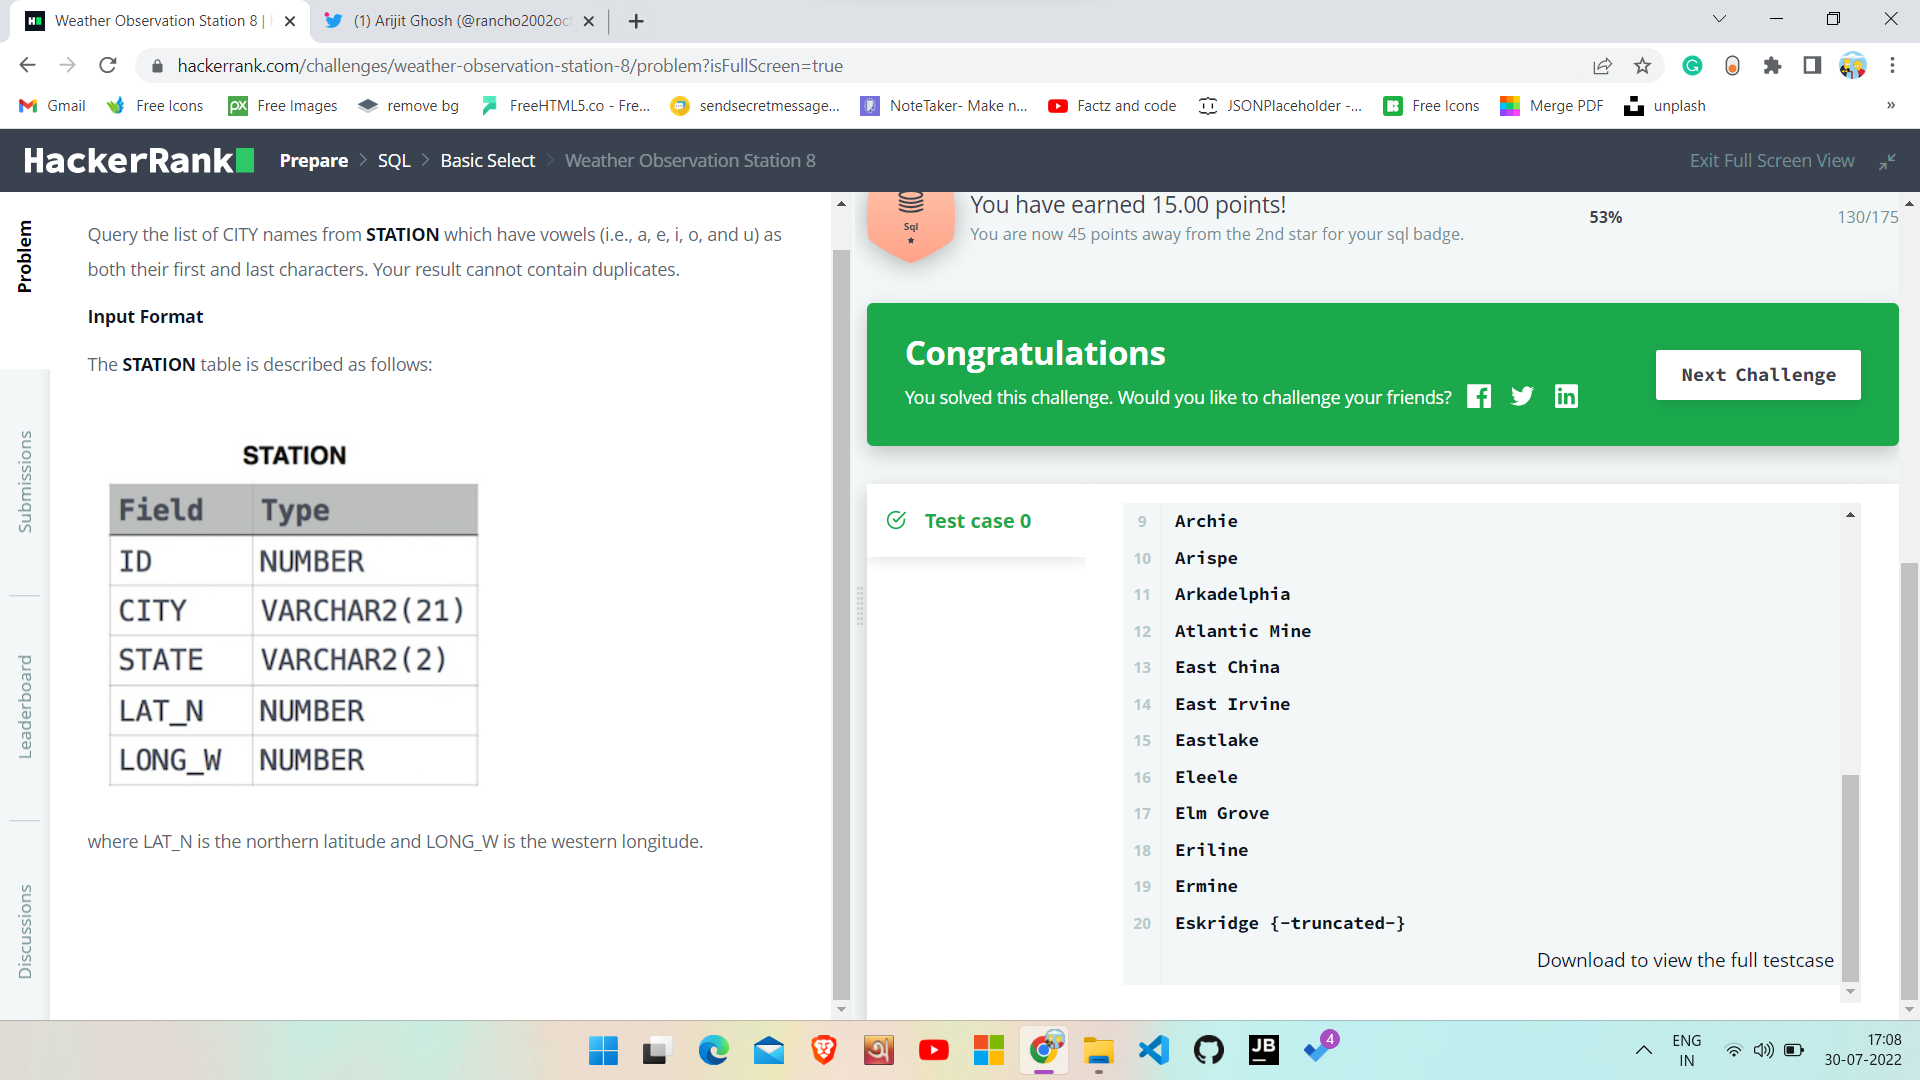 Weather Observation Station 8 |
(1) Arijit Ghosh (@rancho2002oct
hackerrank.com/challenges/weather-observation-station-8/problem?isFullScreen=true
Gmail
Free Icons
px
Free Images
remove bg
FreeHTML5.co - Fre...
sendsecretmessage...
NoteTaker- Make n...
Factz and code
JSONPlaceholder -...
Free Icons
Merge PDF
unplash
»
HackerRank
Prepare > SQL > Basic Select > Weather Observation Station 8
Exit Full Screen View
Problem
Submissions
Leaderboard
Discussions
Query the list of CITY names from STATION which have vowels (i.e., a, e, i, o, and u) as
both their first and last characters. Your result cannot contain duplicates.
Input Format
The STATION table is described as follows:
STATION
Field Type
ID NUMBER
CITY VARCHAR2(21)
STATE VARCHAR2(2)
LAT_N NUMBER
LONG_W NUMBER
where LAT_N is the northern latitude and LONG_W is the western longitude.
Sql
You have earned 15.00 points!
You are now 45 points away from the 2nd star for your sql badge.
53%
130/175
Congratulations
You solved this challenge. Would you like to challenge your friends?
Next Challenge
Test case 0
9 Archie
10 Arispe
11 Arkadelphia
12 Atlantic Mine
13 East China
14 East Irvine
15 Eastlake
16 Eleele
17 Elm Grove
18 Eriline
19 Ermine
20 Eskridge {-truncated-}
Download to view the full testcase
অ
JB
4
ENG
IN
17:08
30-07-2022